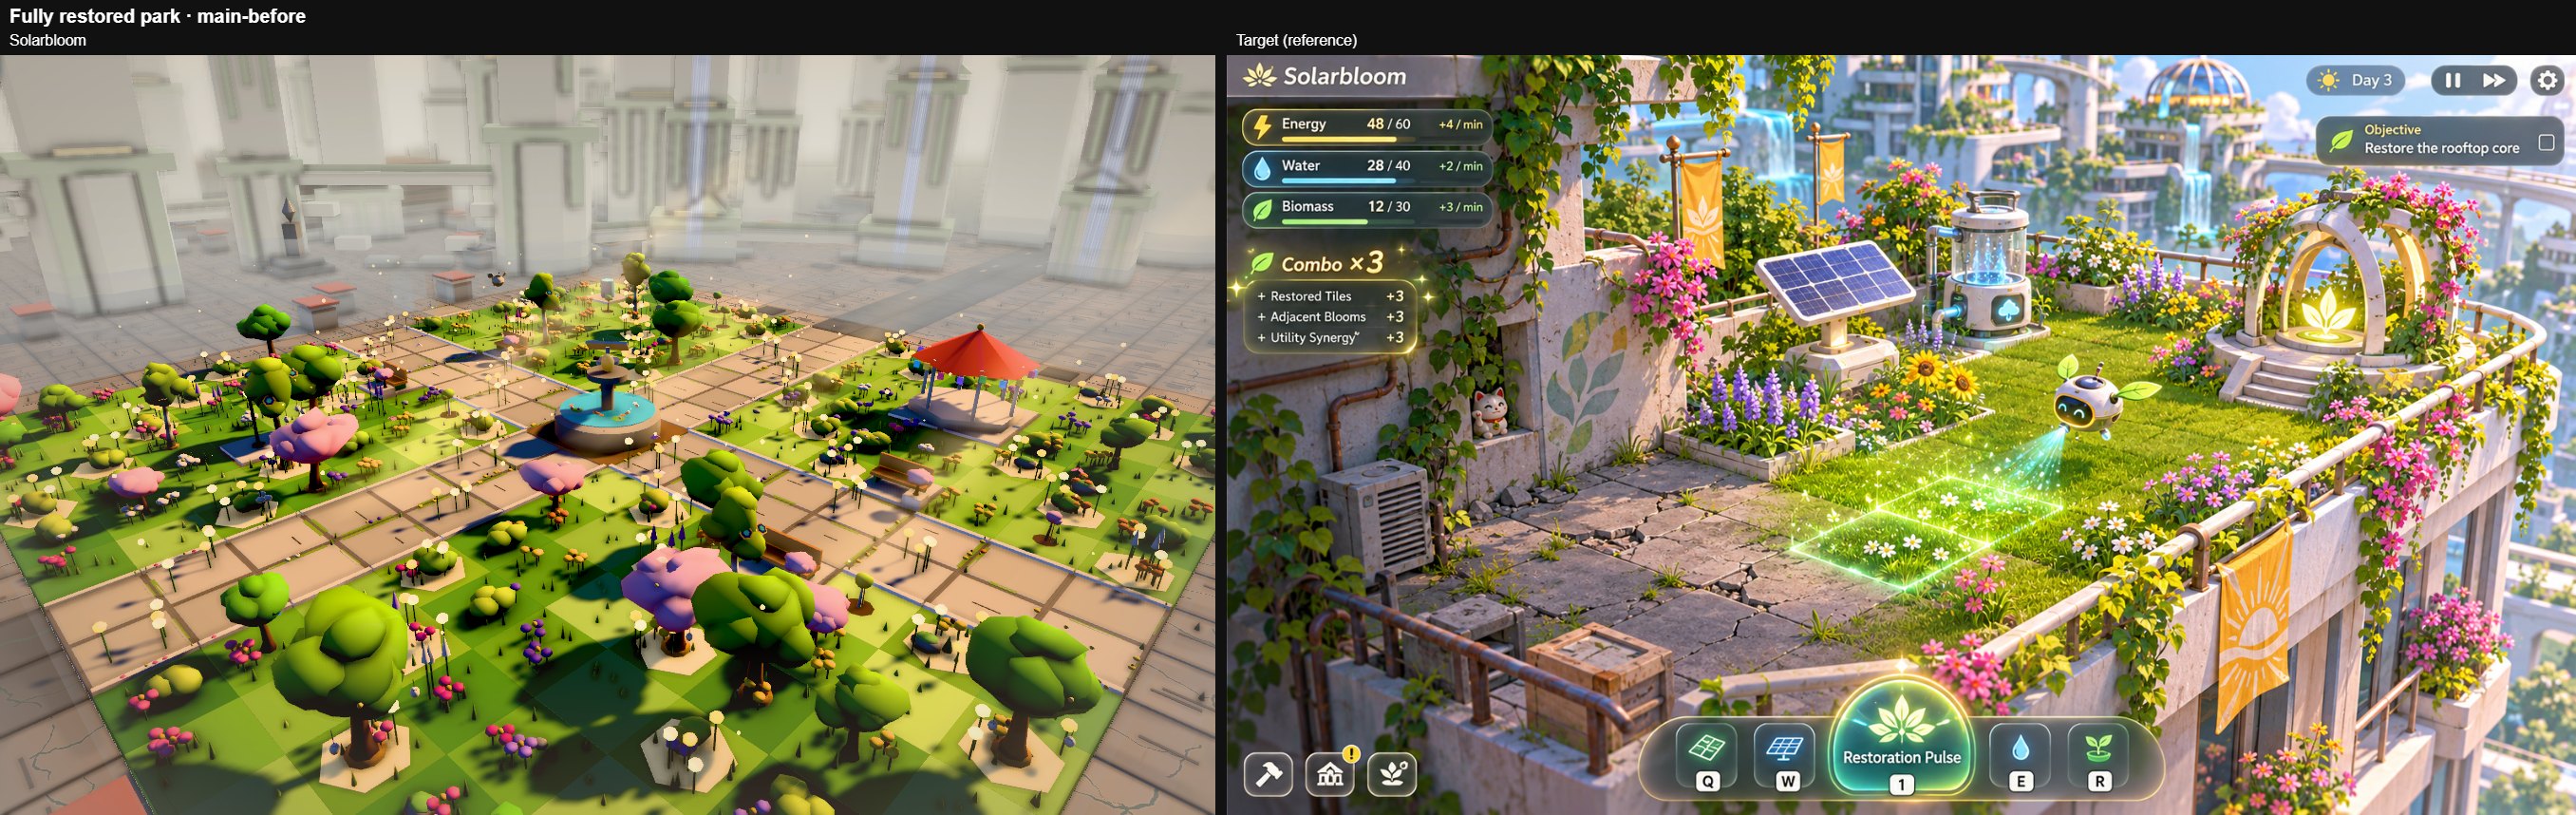 Fully restored park · main-before
Solarbloom
Target (reference)
Solarbloom
Day 3
Energy 48 / 60 +4 / min
Water 28 / 40 +2 / min
Biomass 12 / 30 +3 / min
Objective
Restore the rooftop core
Combo ×3
+ Restored Tiles +3
+ Adjacent Blooms +3
+ Utility Synergy +3
!
Restoration Pulse
Q W 1 E R